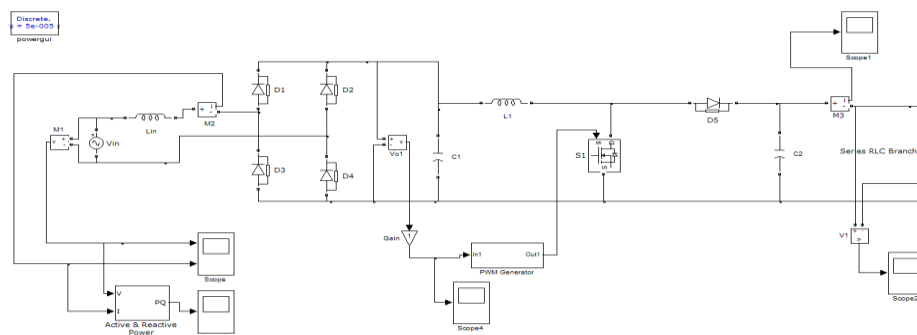 Discrete,
s = 5e-005
powergui
Scope1
D1
D2
M2
Lin
M1
v
Vin
L1
D5
M3
i
Vo1
C1
S1
g
D
S
C2
Series RLC Branch
D3
D4
Gain
1
In1
Out1
PWM Generator
V1
Scope
Scope4
Scope2
V
I
PQ
Active & Reactive
Power